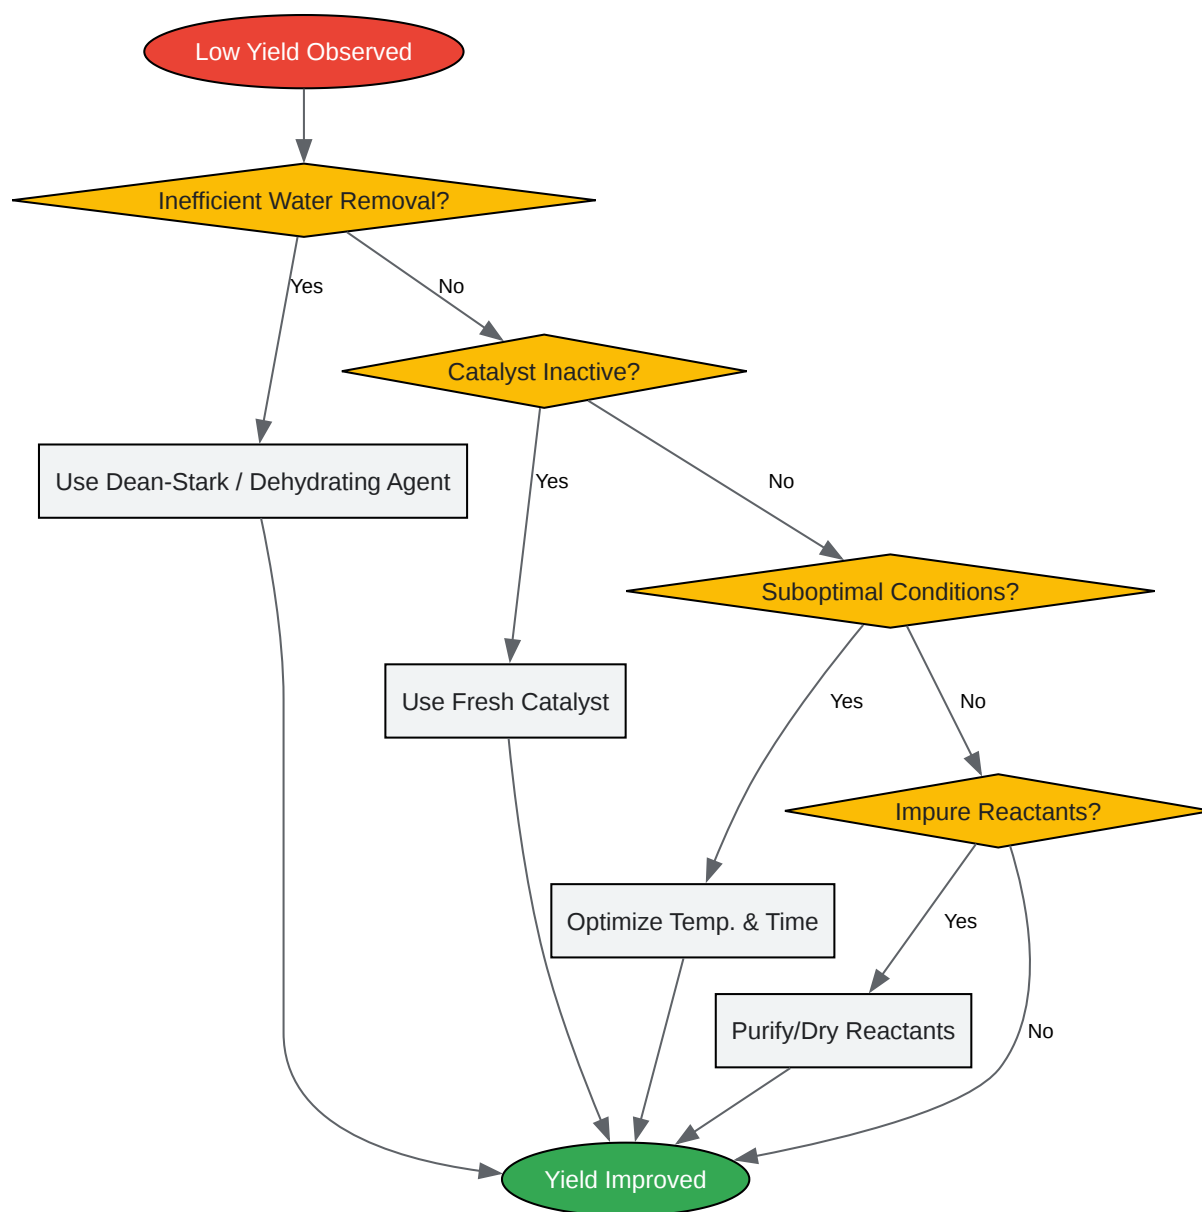 Low Yield Observed
Inefficient Water Removal?
Yes
No
Catalyst Inactive?
Use Dean-Stark / Dehydrating Agent
Yes
No
Suboptimal Conditions?
Use Fresh Catalyst
Yes
No
Impure Reactants?
Optimize Temp. & Time
Yes
Purify/Dry Reactants
No
Yield Improved